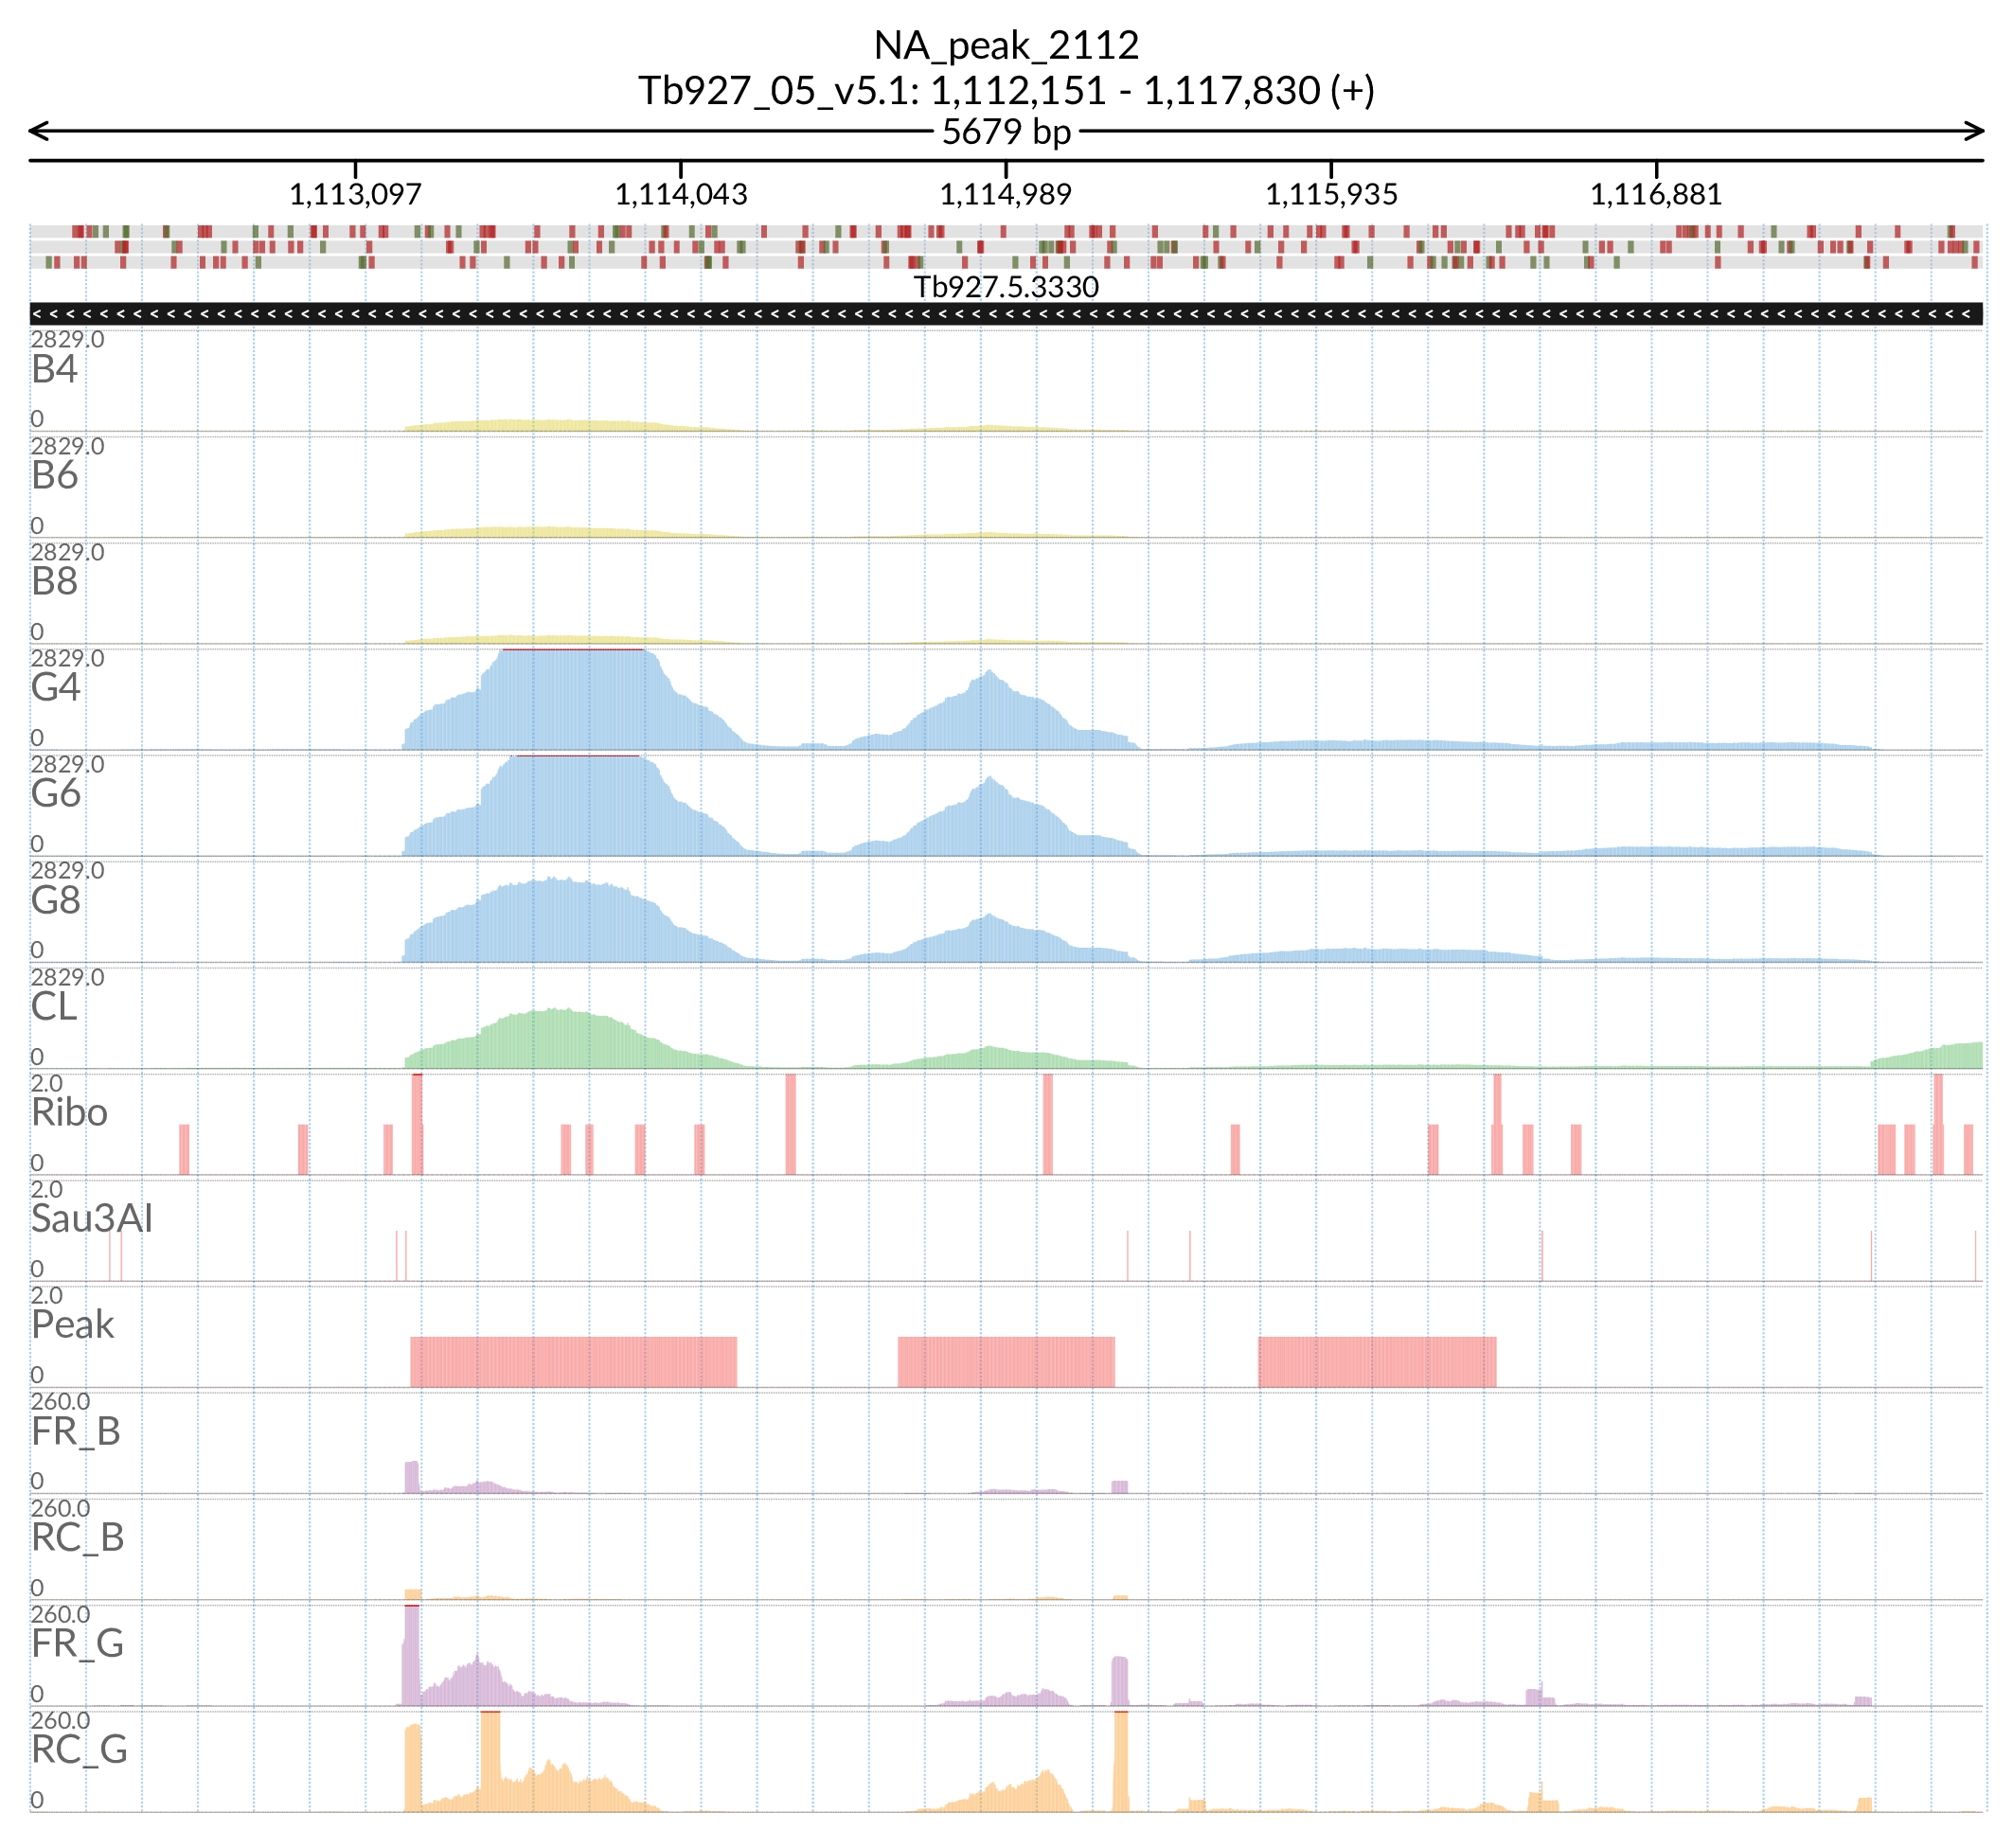 NA_peak_2112
Tb927_05_v5.1: 1,112,151 - 1,117,830 (+)
5679 bp
1,113,097 1,114,043 1,114,989 1,115,935 1,116,881
Tb927.5.3330
2829.0
B4
0
2829.0
B6
0
2829.0
B8
0
2829.0
G4
0
2829.0
G6
0
2829.0
G8
0
2829.0
CL
0
2.0
Ribo
0
2.0
Sau3AI
0
2.0
Peak
0
260.0
FR_B
0
260.0
RC_B
0
260.0
FR_G
0
260.0
RC_G
0